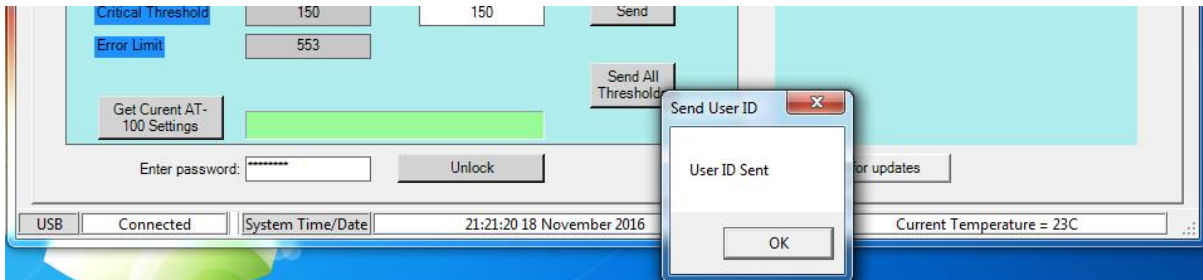 Critical Threshold 150 150 Send
Error Limit 553
Send All
Thresholds
Get Curent AT-
100 Settings
Send User ID
User ID Sent
OK
Enter password: ******** Unlock
for updates
USB Connected System Time/Date 21:21:20 18 November 2016 Current Temperature = 23C